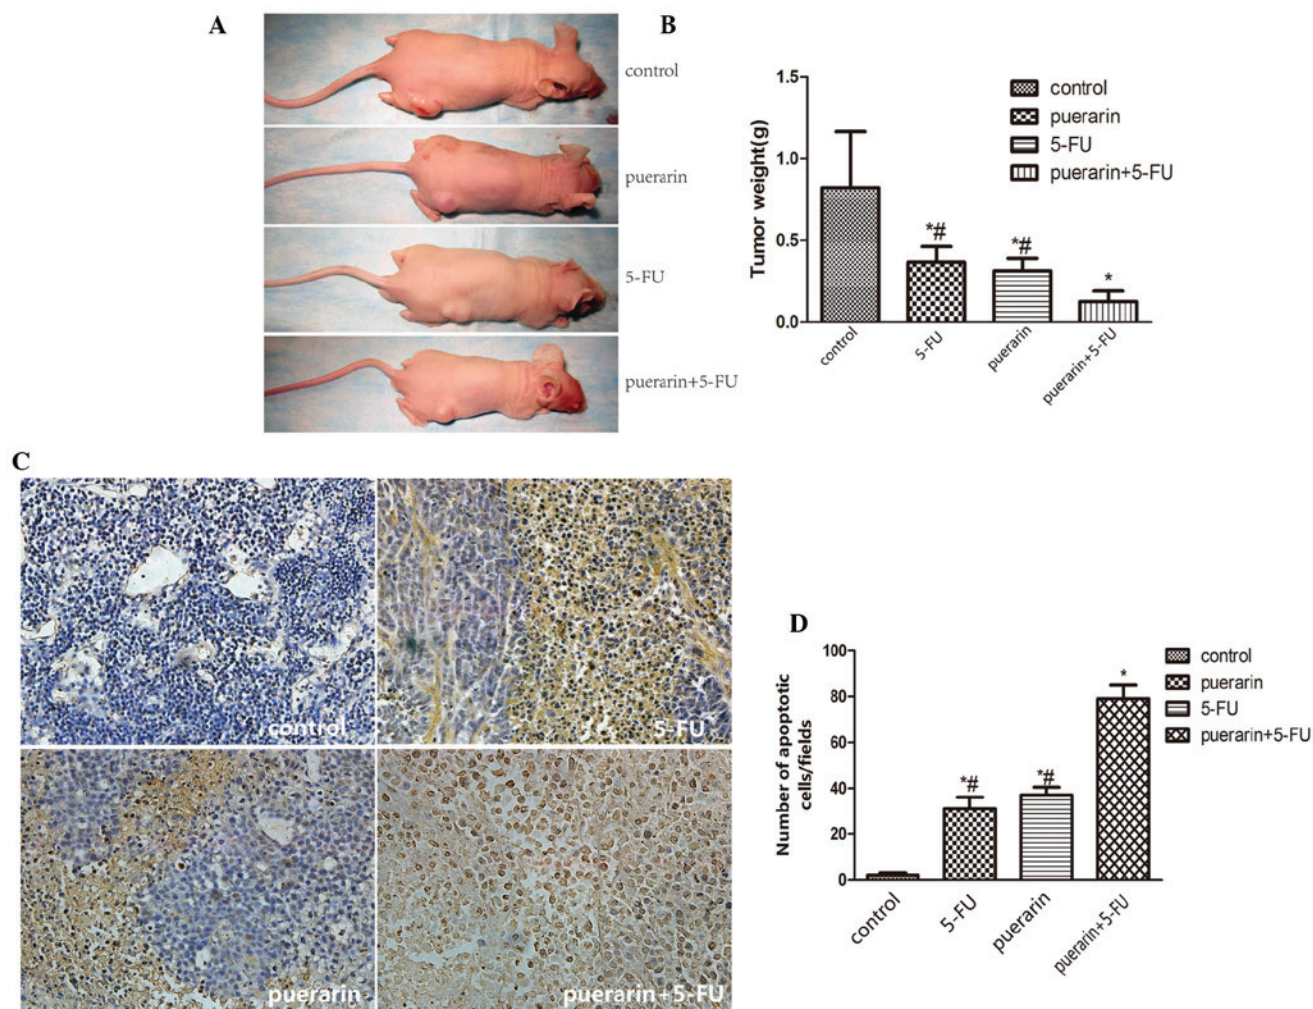 A
control
puerarin
5-FU
puerarin+5-FU
B
Tumor weight(g)
1.5
1.0
0.5
0.0
control
puerarin
5-FU
puerarin+5-FU
*#
*#
*
control
5-FU
puerarin
puerarin+5-FU
C
control
5-FU
puerarin
puerarin+5-FU
D
Number of apoptotic
cells/fields
100
80
60
40
20
0
control
puerarin
5-FU
puerarin+5-FU
*#
*#
*
control
5-FU
puerarin
puerarin+5-FU